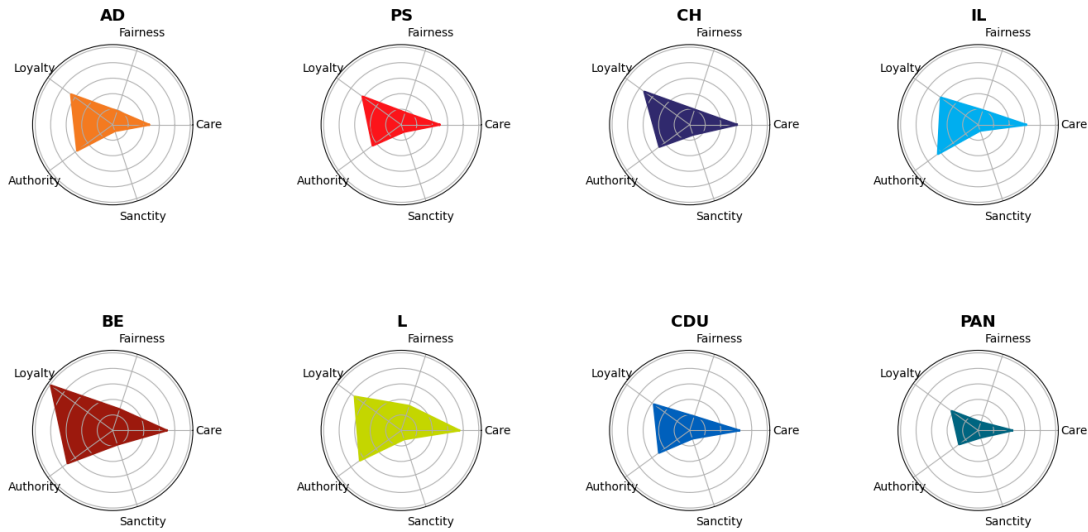 AD
Fairness
Loyalty
Care
Authority
Sanctity
PS
Fairness
Loyalty
Care
Authority
Sanctity
CH
Fairness
Loyalty
Care
Authority
Sanctity
IL
Fairness
Loyalty
Care
Authority
Sanctity
BE
Fairness
Loyalty
Care
Authority
Sanctity
L
Fairness
Loyalty
Care
Authority
Sanctity
CDU
Fairness
Loyalty
Care
Authority
Sanctity
PAN
Fairness
Loyalty
Care
Authority
Sanctity